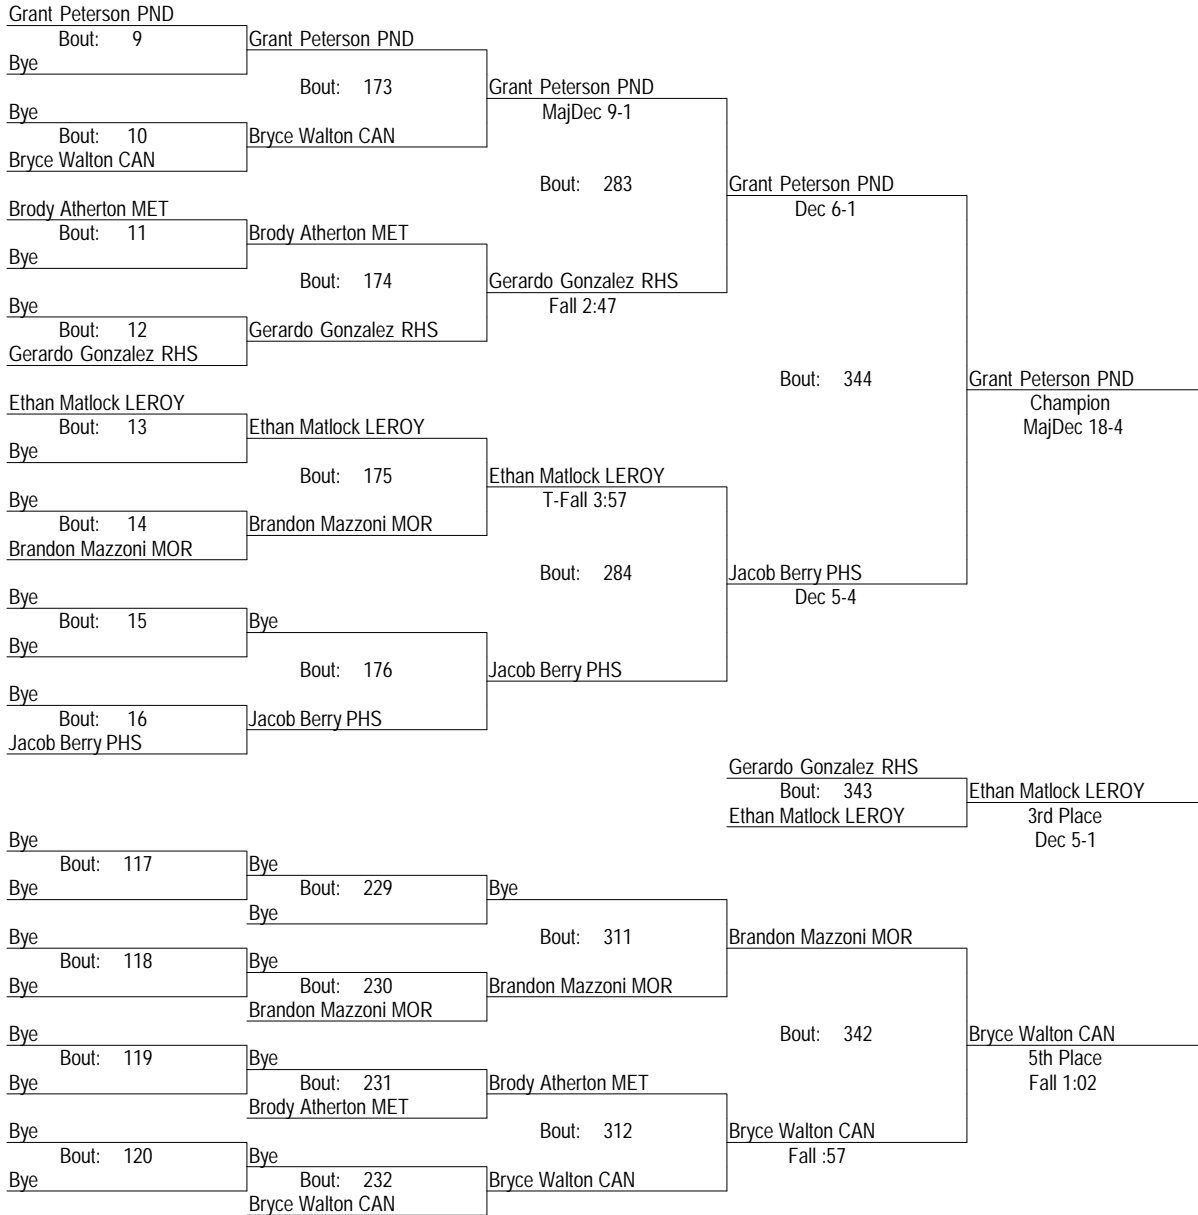 Grant Peterson PND
Bout: 9
Grant Peterson PND
Bye
Bout: 173
Grant Peterson PND
Bye
MajDec 9-1
Bout: 10
Bryce Walton CAN
Bryce Walton CAN
Bout: 283
Grant Peterson PND
Brody Atherton MET
Dec 6-1
Bout: 11
Brody Atherton MET
Bye
Bout: 174
Gerardo Gonzalez RHS
Bye
Fall 2:47
Bout: 12
Gerardo Gonzalez RHS
Gerardo Gonzalez RHS
Bout: 344
Grant Peterson PND
Ethan Matlock LEROY
Champion
Bout: 13
Ethan Matlock LEROY
MajDec 18-4
Bye
Bout: 175
Ethan Matlock LEROY
Bye
T-Fall 3:57
Bout: 14
Brandon Mazzoni MOR
Brandon Mazzoni MOR
Bout: 284
Jacob Berry PHS
Bye
Dec 5-4
Bout: 15
Bye
Bye
Bout: 176
Jacob Berry PHS
Bye
Bout: 16
Jacob Berry PHS
Jacob Berry PHS
Gerardo Gonzalez RHS
Bout: 343
Ethan Matlock LEROY
Ethan Matlock LEROY
3rd Place
Dec 5-1
Bye
Bout: 117
Bye
Bye
Bout: 229
Bye
Bye
Bye
Bout: 311
Brandon Mazzoni MOR
Bout: 118
Bye
Bye
Bout: 230
Brandon Mazzoni MOR
Brandon Mazzoni MOR
Bye
Bout: 342
Bryce Walton CAN
Bout: 119
Bye
5th Place
Bye
Bout: 231
Brody Atherton MET
Fall 1:02
Brody Atherton MET
Bye
Bout: 312
Bryce Walton CAN
Bout: 120
Bye
Fall :57
Bye
Bout: 232
Bryce Walton CAN
Bryce Walton CAN